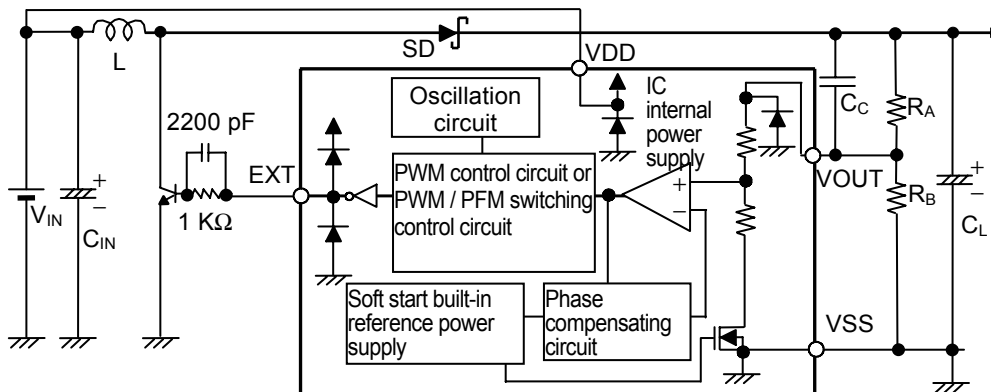 L
SD
VDD
2200 pF
EXT
1 KΩ
VIN
CIN
+
−
Oscillation
circuit
IC
internal
power
supply
PWM control circuit or
PWM / PFM switching
control circuit
+
−
Soft start built-in
reference power
supply
Phase
compensating
circuit
CC
RA
VOUT
RB
+
−
CL
VSS